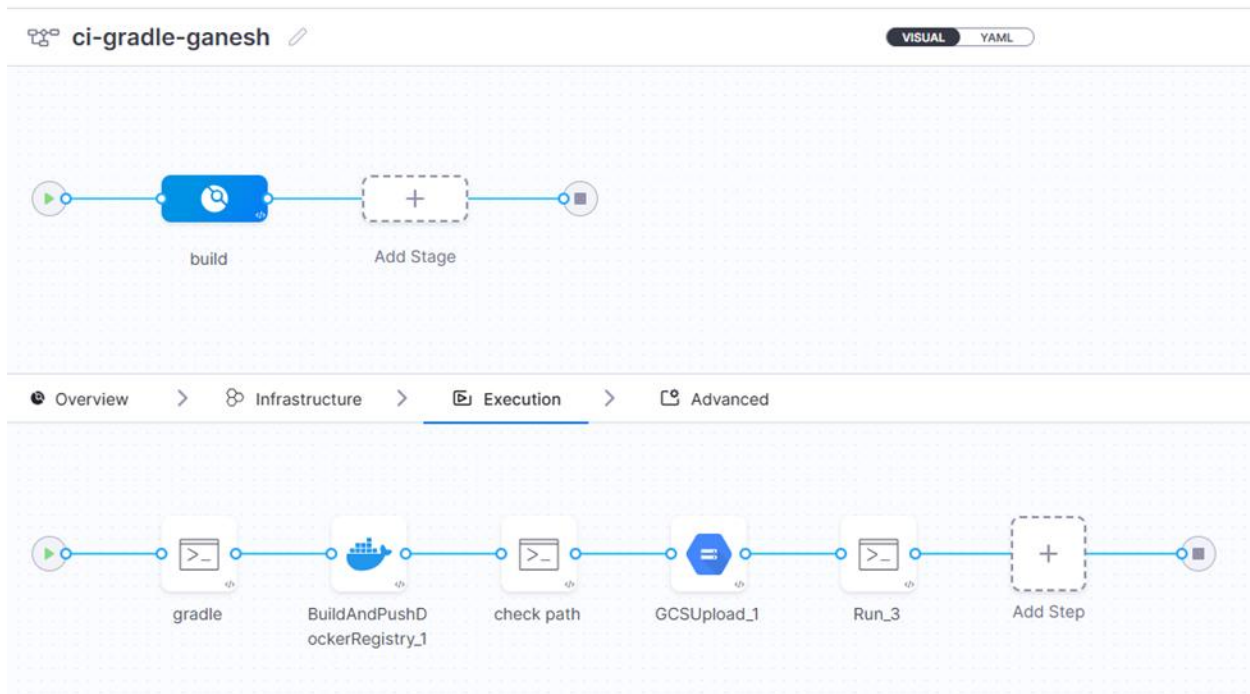 ci-gradle-ganesh
VISUAL YAML
build
Add Stage
Overview > Infrastructure > Execution > Advanced
gradle
BuildAndPushD
ockerRegistry_1
check path
GCSUpload_1
Run_3
Add Step